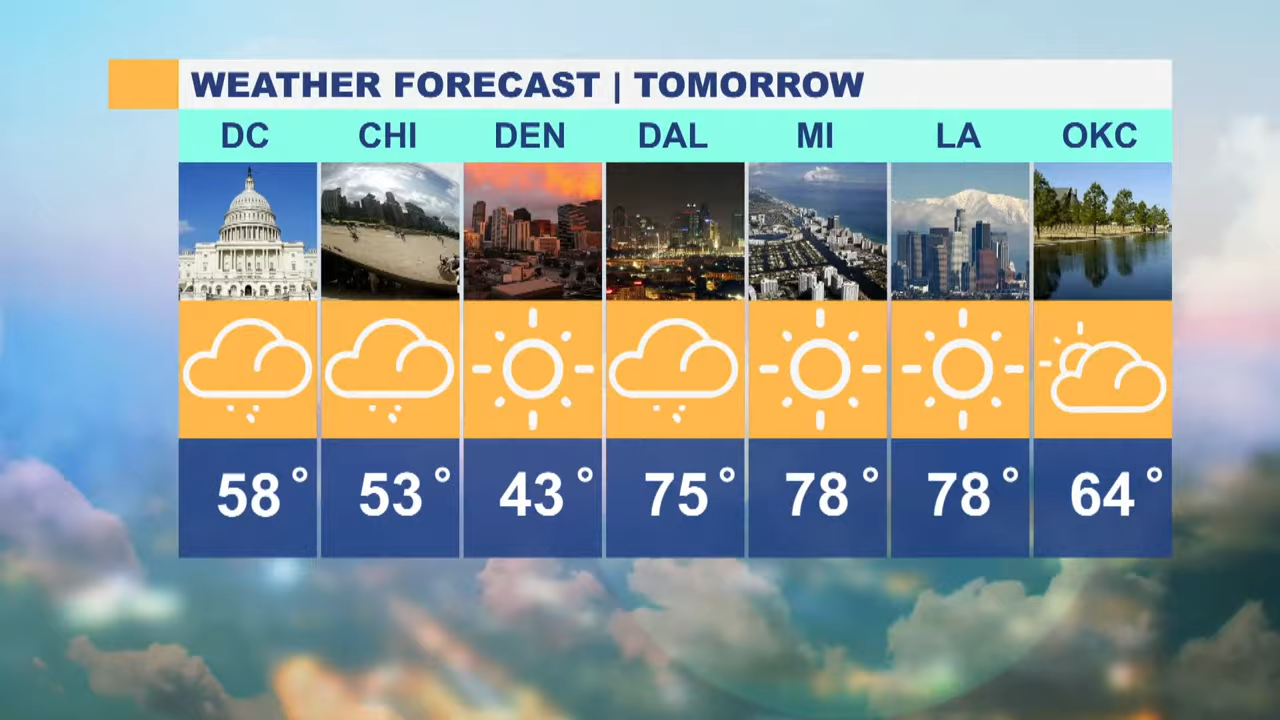 WEATHER FORECAST | TOMORROW
DC CHI DEN DAL MI LA OKC
58° 53° 43° 75° 78° 78° 64°